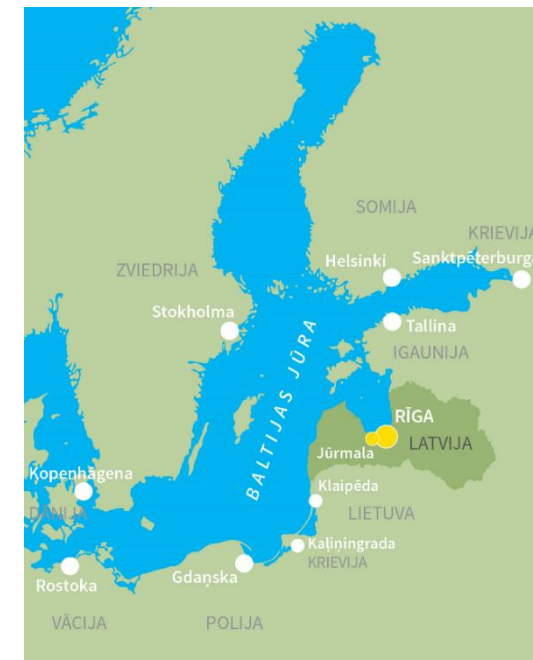 SOMIJA
KRIEVIJA
Helsinki
Sanktpēterburga
ZVIEDRIJA
Stokholma
Tallina
BALTIJAS JŪRA
IGAUNIJA
RĪGA
LATVIJA
Jūrmala
Kopenhāgena
Klaipēda
DĀNIJA
LIETUVA
Kaļiņingrada
KRIEVIJA
Gdaņska
Rostoka
VĀCIJA
POLIJA